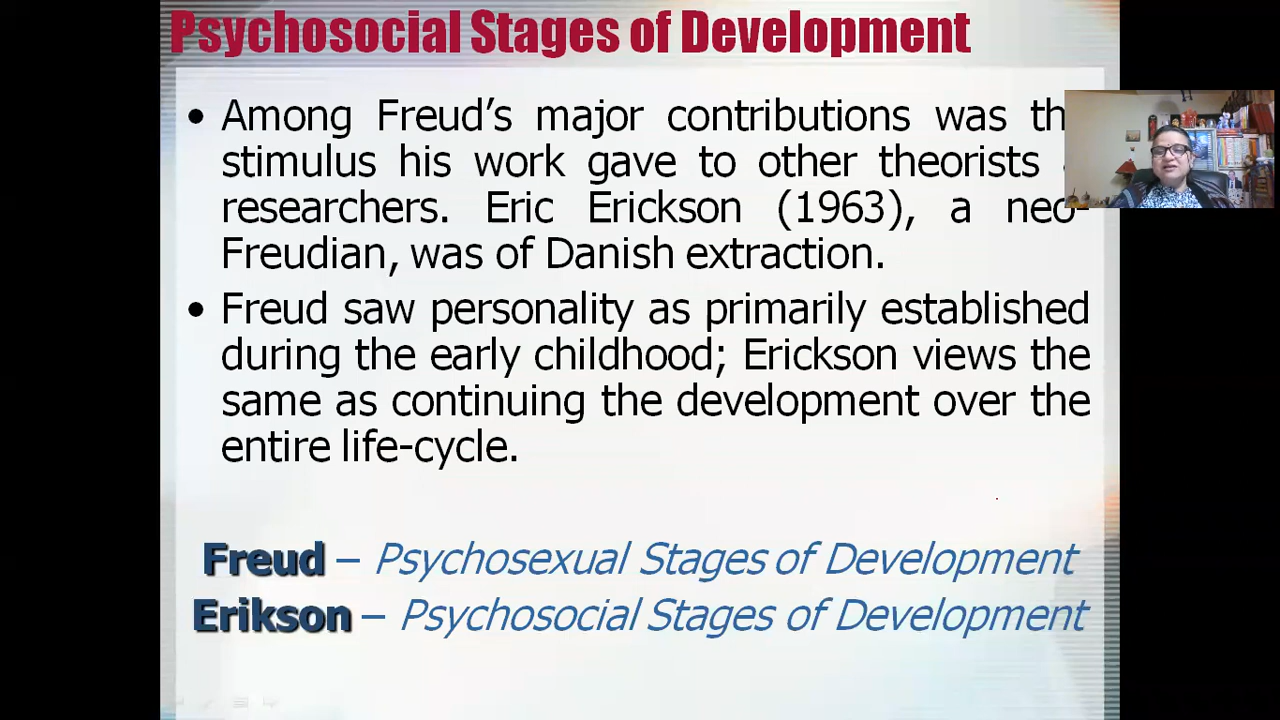 Psychosocial Stages of Development
• Among Freud’s major contributions was th
stimulus his work gave to other theorists
researchers. Eric Erickson (1963), a neo-
Freudian, was of Danish extraction.
• Freud saw personality as primarily established
during the early childhood; Erickson views the
same as continuing the development over the
entire life-cycle.
Freud – Psychosexual Stages of Development
Erikson – Psychosocial Stages of Development